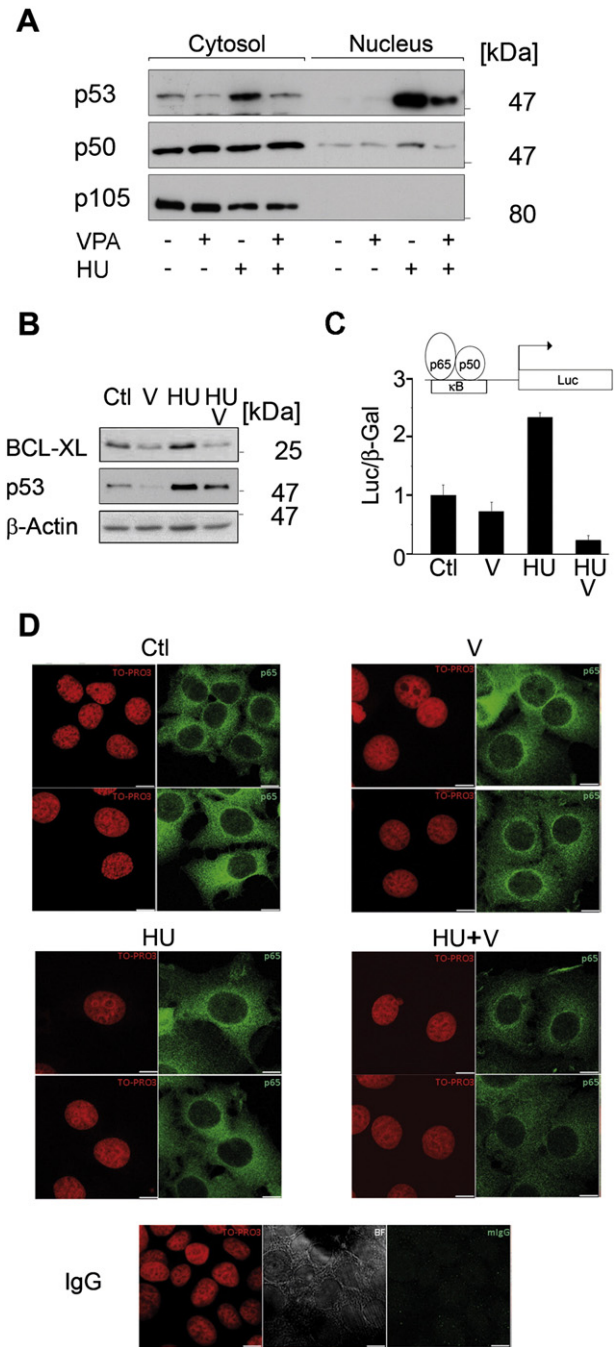 A
Cytosol Nucleus [kDa]
p53 47
p50 47
p105 80
VPA - + - + - + - +
HU - - + + - - + +
B
Ctl V HU HU V [kDa]
BCL-XL 25
p53 47
β-Actin 47
C
p65 p50
κB Luc
Luc/β-Gal
3
2
1
0
Ctl V HU HU V
D
Ctl V
TO-PRO3 p65 TO-PRO3 p65
TO-PRO3 p65 TO-PRO3 p65
HU HU+V
TO-PRO3 p65 TO-PRO3 p65
TO-PRO3 p65 TO-PRO3 p65
IgG
TO-PRO3 BF mIgG